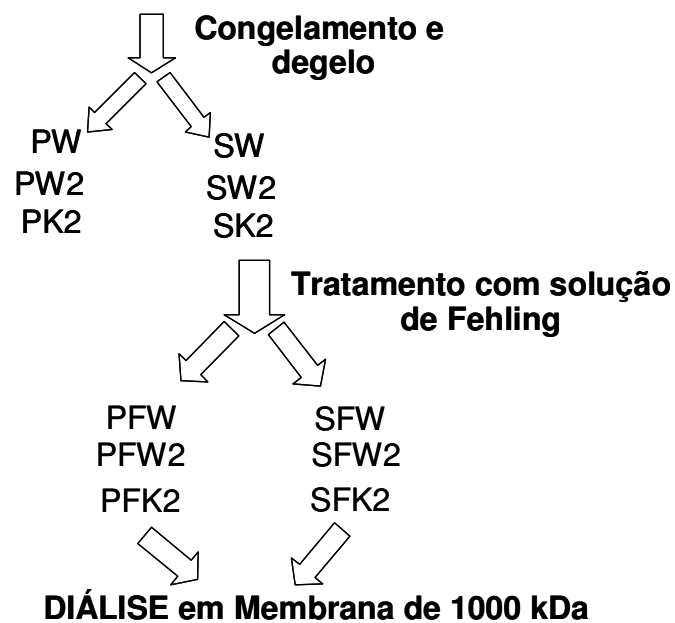 Congelamento e
degelo
PW
SW
PW2
SW2
PK2
SK2
Tratamento com solução
de Fehling
PFW
SFW
PFW2
SFW2
PFK2
SFK2
DIÁLISE em Membrana de 1000 kDa